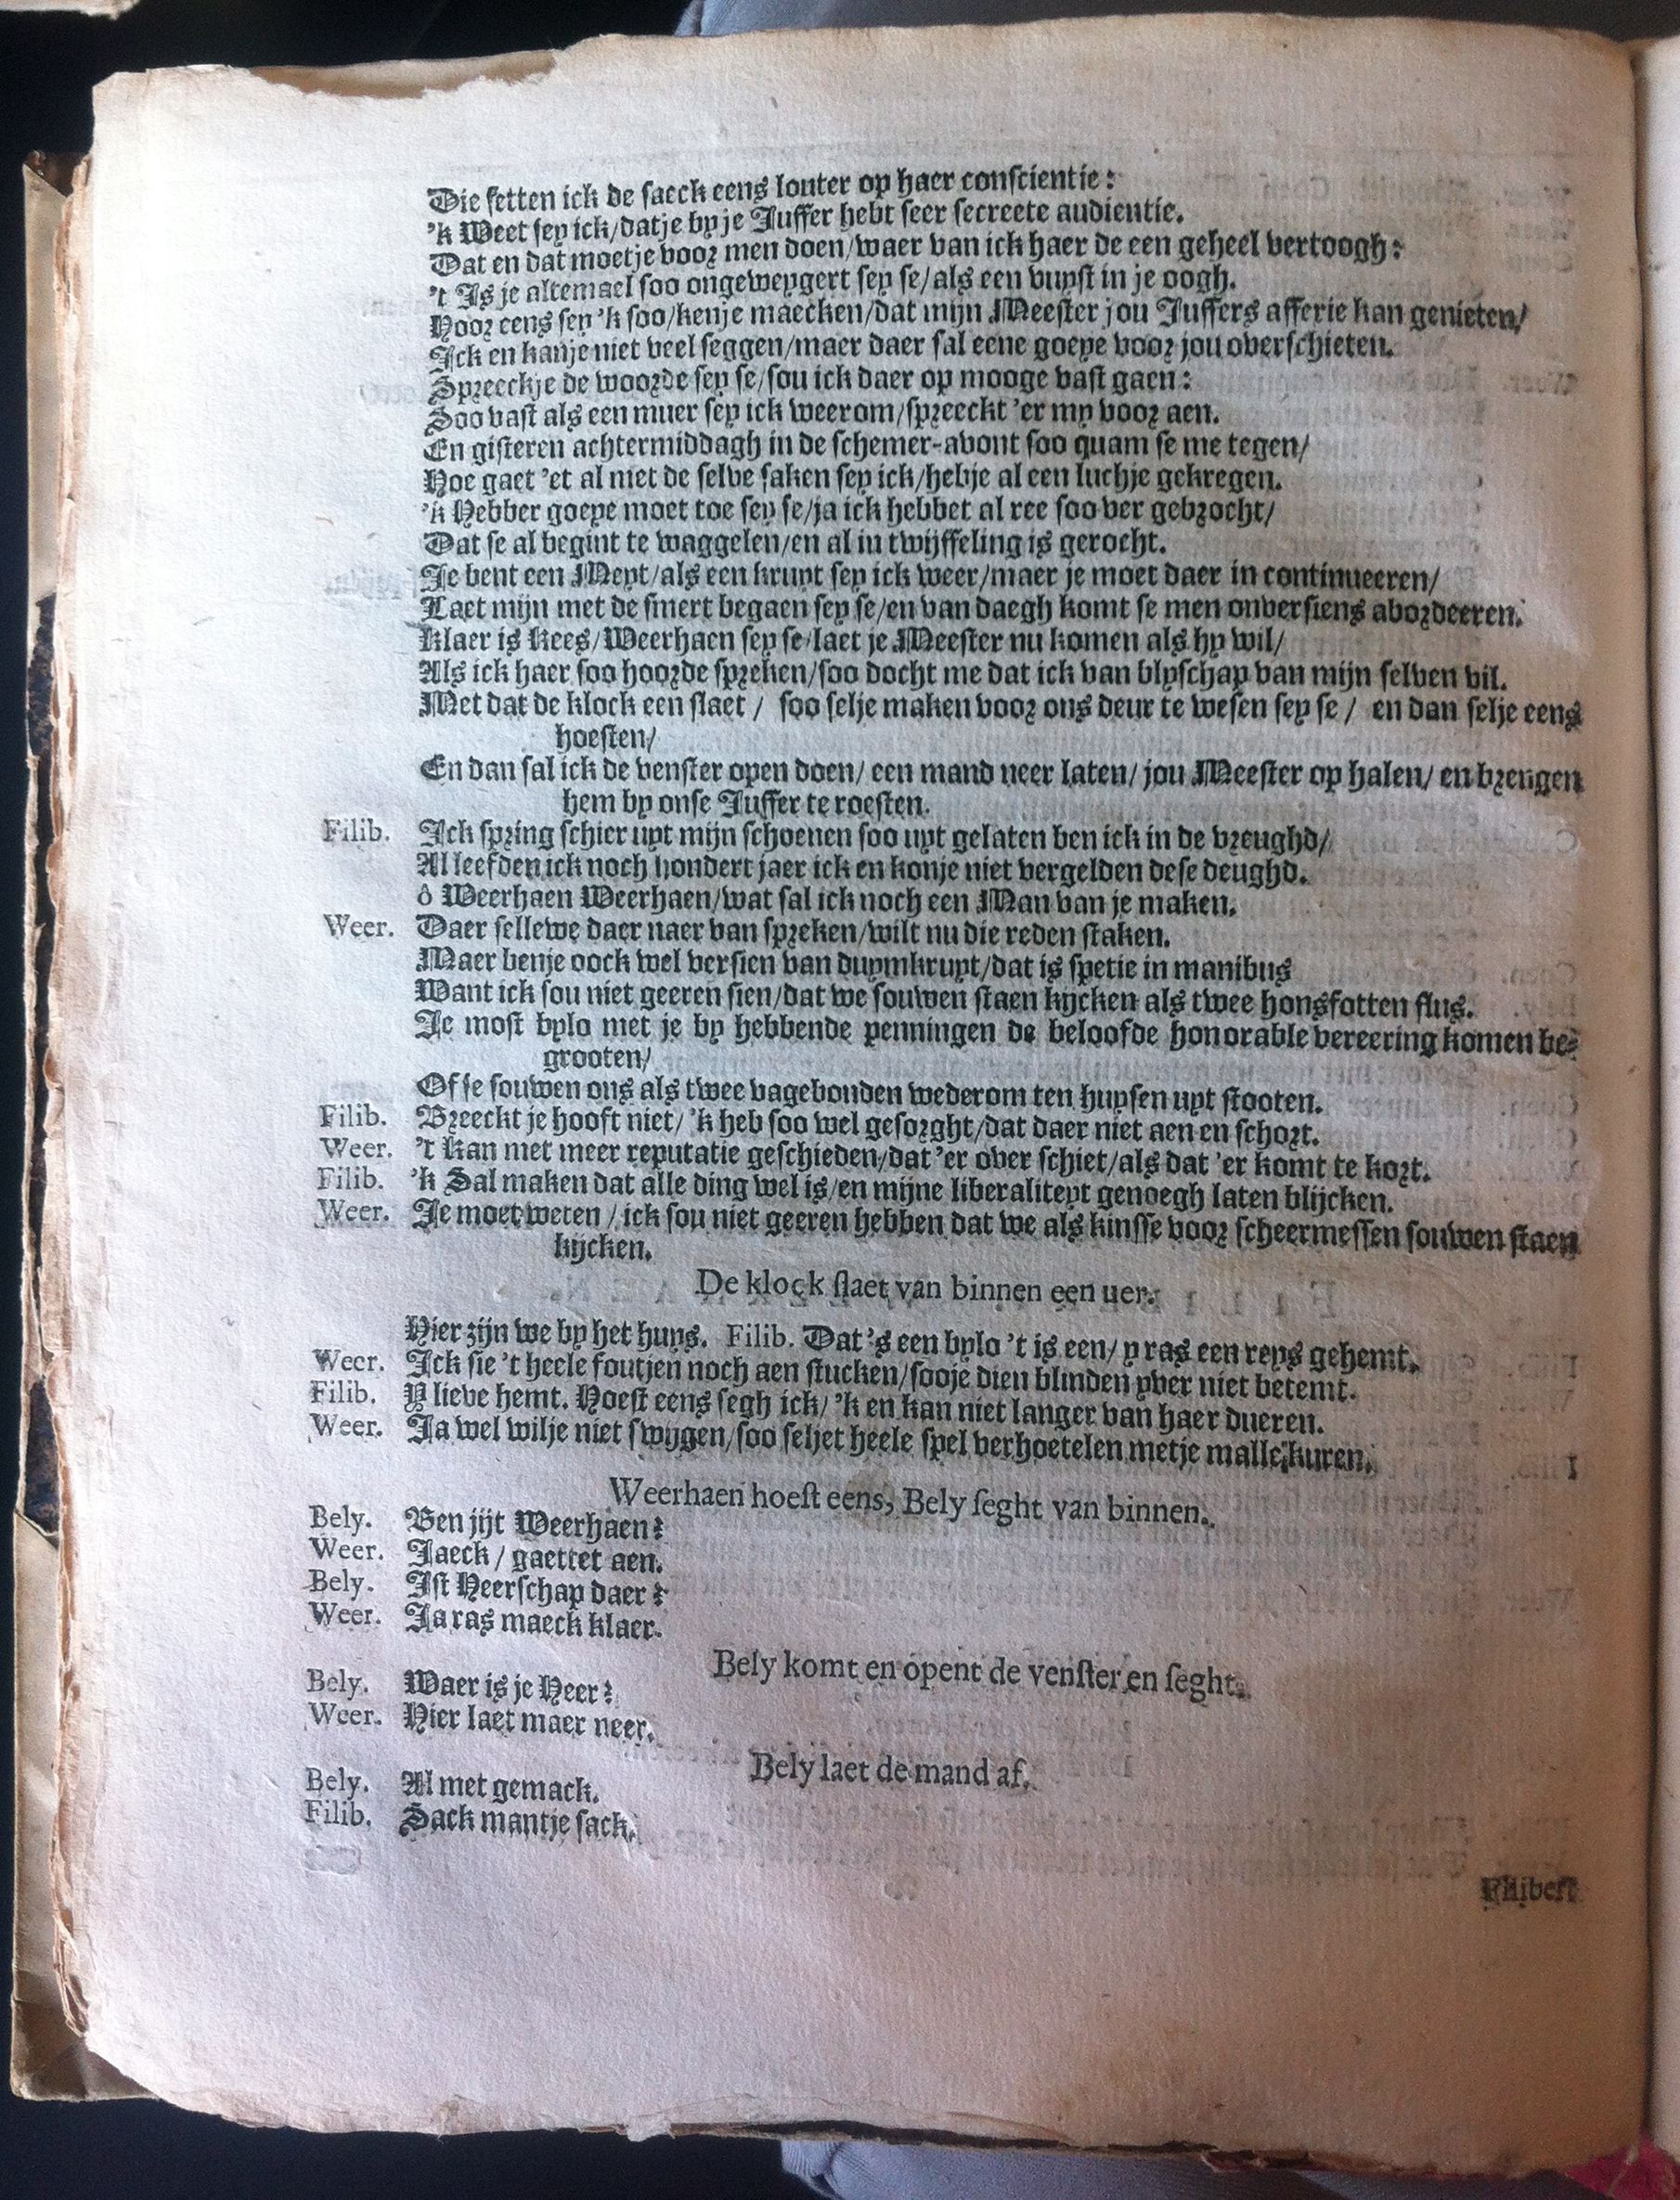 Die setten ick de saeck eens louter op haer conscientie:
'k Weet sey ick/datje by je Juffer hebt seer secreete audientie.
Dat en dat moetje voor men doen/waer van ick haer de een geheel vertoogh:
't Is je altemael soo ongeweygert sey se/als een vuyst in je oogh.
Hoor eens sey 'k soo/kenje maecken/dat mijn Meester jou Juffers afferie kan genieten/
Ick en kanje niet veel seggen/maer daer sal eene goeye voor jou overschieten.
Spreeckje de woorde sey se/sou ick daer op mooge vast gaen:
Soo vast als een muer sey ick weerom/spreeckt 'er my voor aen.
En gisteren achtermiddagh in de schemer-avont soo quam se me tegen/
Hoe gaet 'et al met de selve saken sey ick/hebje al een luchje gekregen.
'k Hebber goeye moet toe sey se/ja ick hebbet al ree soo ver gebrocht/
Dat se al begint te waggelen/en al in twijffeling is gerocht.
Je bent een Meyt/als een kruyt sey ick weer/maer je moet daer in continueeren/
Laet mijn met de smert begaen sey se/en van daegh komt se men onversiens abordeeren.
Klaer is Kees/Weerhaen sey se/laet je Meester nu komen als hy wil/
Als ick haer soo hoorde spreken/soo docht me dat ick van blyschap van mijn selven vil.
Met dat de klock een slaet / soo selje maken voor ons deur te wesen sey se / en dan selje eens
hoesten/
En dan sal ick de venster open doen/ een mand neer laten/ jou Meester op halen/ en brengen
hem by onse Juffer te roesten.
Filib. Ick spring schier uyt mijn schoenen soo uyt gelaten ben ick in de vreughd/
Al leefden ick noch hondert jaer ick en konje niet vergelden dese deughd.
ô Weerhaen Weerhaen/wat sal ick noch een Man van je maken.
Weer. Daer sellewe daer naer van spreken/wilt nu die reden staken.
Maer benje oock wel versien van duymkruyt/dat is spetie in manibus
Want ick sou niet geeren sien/dat we souwen staen kijcken als twee honsfotten flus.
Je most bylo met je by hebbende penningen de beloofde honorable vereering komen be-
grooten/
Of se souwen ons als twee vagebonden wederom ten huysen uyt stooten.
Filib. Breeckt je hooft niet/ 'k heb soo wel gesorght/dat daer niet aen en schort.
Weer. 't Kan met meer reputatie geschieden/dat 'er over schiet/als dat 'er komt te kort.
Filib. 'k Sal maken dat alle ding wel is/en mijne liberaliteyt genoegh laten blijcken.
Weer. Je moet weten / ick sou niet geeren hebben dat we als kinsse voor scheermessen souwen staen
kijcken.
De klock slaet van binnen een uer.
Hier zijn we by het huys. Filib. Dat 's een bylo 't is een/ y ras een reys gehemt.
Weer. Ick sie 't heele foutjen noch aen stucken/sooje dien blinden yver niet betemt.
Filib. Y lieve hemt. Hoest eens segh ick/ 'k en kan niet langer van haer dueren.
Weer. Ja wel wilje niet swygen/soo seljet heele spel verhoetelen metje malle kuren.
Weerhaen hoest eens, Bely seght van binnen.
Bely. Ben jijt Weerhaen?
Weer. Jaeck / gaettet aen.
Bely. Ist Heerschap daer?
Weer. Ja ras maeck klaer.
Bely komt en opent de venster en seght.
Bely. Waer is je Heer?
Weer. Hier laet maer neer.
Bely laet de mand af.
Bely. Al met gemack.
Filib. Sack mantje sack.
Filibert